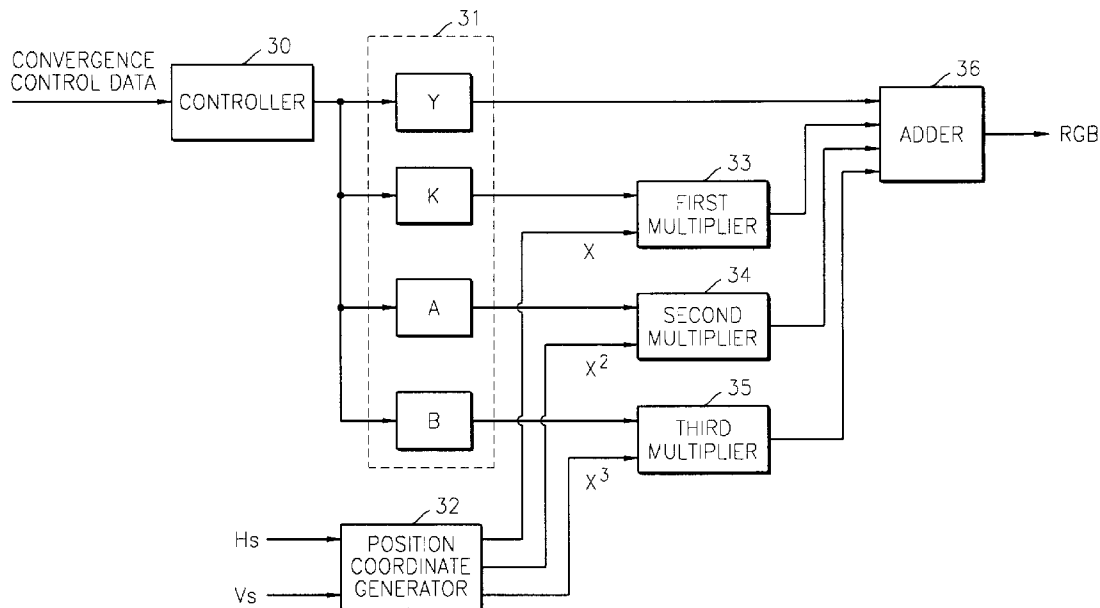 31
30
CONVERGENCE
CONTROL DATA
CONTROLLER
Y
36
ADDER
RGB
K
33
FIRST
MULTIPLIER
X
A
34
SECOND
MULTIPLIER
X²
B
35
THIRD
MULTIPLIER
X³
32
Hs
Vs
POSITION
COORDINATE
GENERATOR